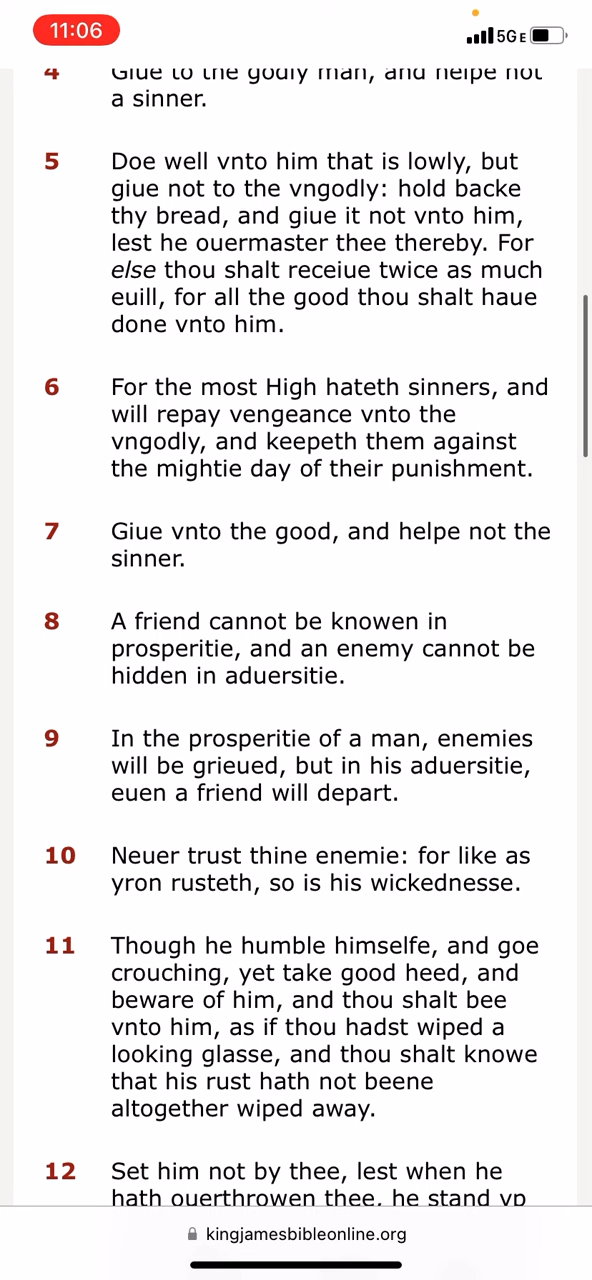 11:06
5G E
4 Giue to the godly man, and helpe not
a sinner.
5 Doe well vnto him that is lowly, but
giue not to the vngodly: hold backe
thy bread, and giue it not vnto him,
lest he ouermaster thee thereby. For
else thou shalt receiue twice as much
euill, for all the good thou shalt haue
done vnto him.
6 For the most High hateth sinners, and
will repay vengeance vnto the
vngodly, and keepeth them against
the mightie day of their punishment.
7 Giue vnto the good, and helpe not the
sinner.
8 A friend cannot be knowen in
prosperitie, and an enemy cannot be
hidden in aduersitie.
9 In the prosperitie of a man, enemies
will be grieued, but in his aduersitie,
euen a friend will depart.
10 Neuer trust thine enemie: for like as
yron rusteth, so is his wickednesse.
11 Though he humble himselfe, and goe
crouching, yet take good heed, and
beware of him, and thou shalt bee
vnto him, as if thou hadst wiped a
looking glasse, and thou shalt knowe
that his rust hath not beene
altogether wiped away.
12 Set him not by thee, lest when he
hath ouerthrowen thee, he stand vp
kingjamesbibleonline.org